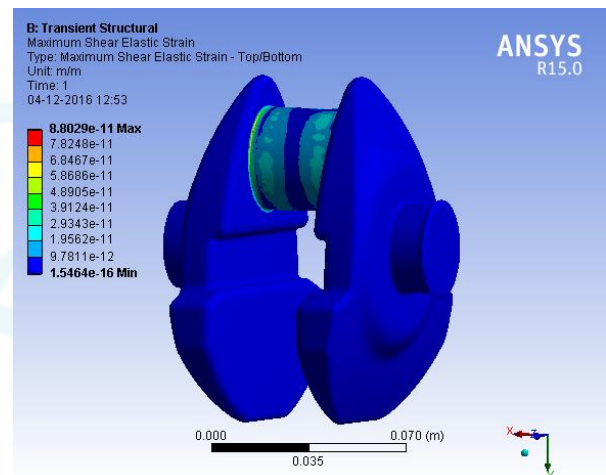 B: Transient Structural
Maximum Shear Elastic Strain
Type: Maximum Shear Elastic Strain - Top/Bottom
Unit: m/m
Time: 1
04-12-2016 12:53
ANSYS
R15.0
8.8029e-11 Max
7.8248e-11
6.8467e-11
5.8686e-11
4.8905e-11
3.9124e-11
2.9343e-11
1.9562e-11
9.7811e-12
1.5464e-16 Min
0.000
0.070 (m)
0.035
X
Z